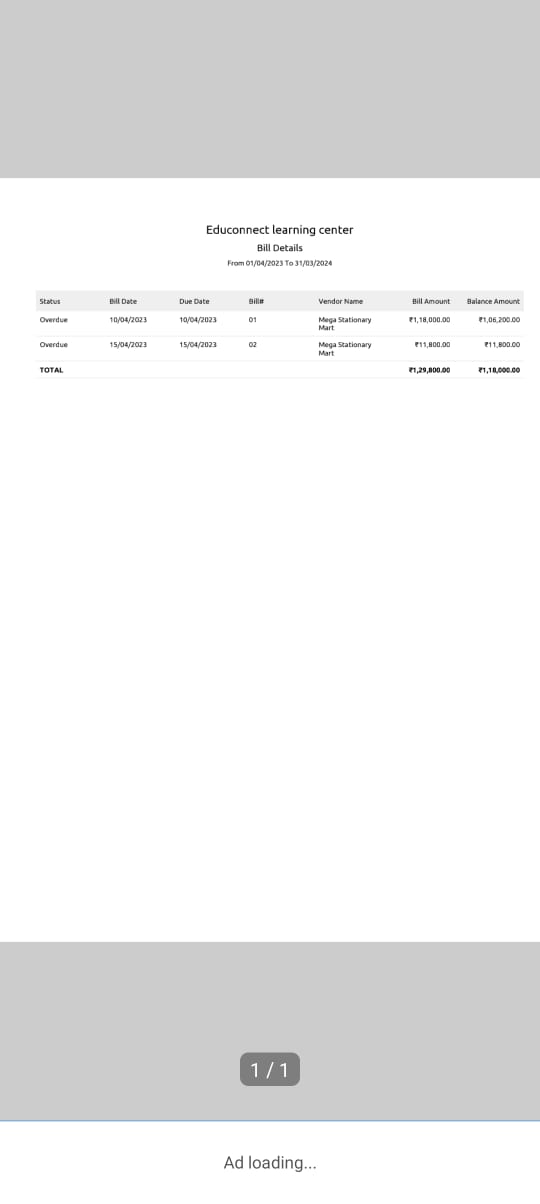 Educonnect learning center
Bill Details
From 01/04/2023 To 31/03/2024
Status Bill Date Due Date Bill# Vendor Name Bill Amount Balance Amount
Overdue 10/04/2023 10/04/2023 01 Mega Stationary Mart ₹1,18,000.00 ₹1,06,200.00
Overdue 15/04/2023 15/04/2023 02 Mega Stationary Mart ₹11,800.00 ₹11,800.00
TOTAL ₹1,29,800.00 ₹1,18,000.00
1 / 1
Ad loading...